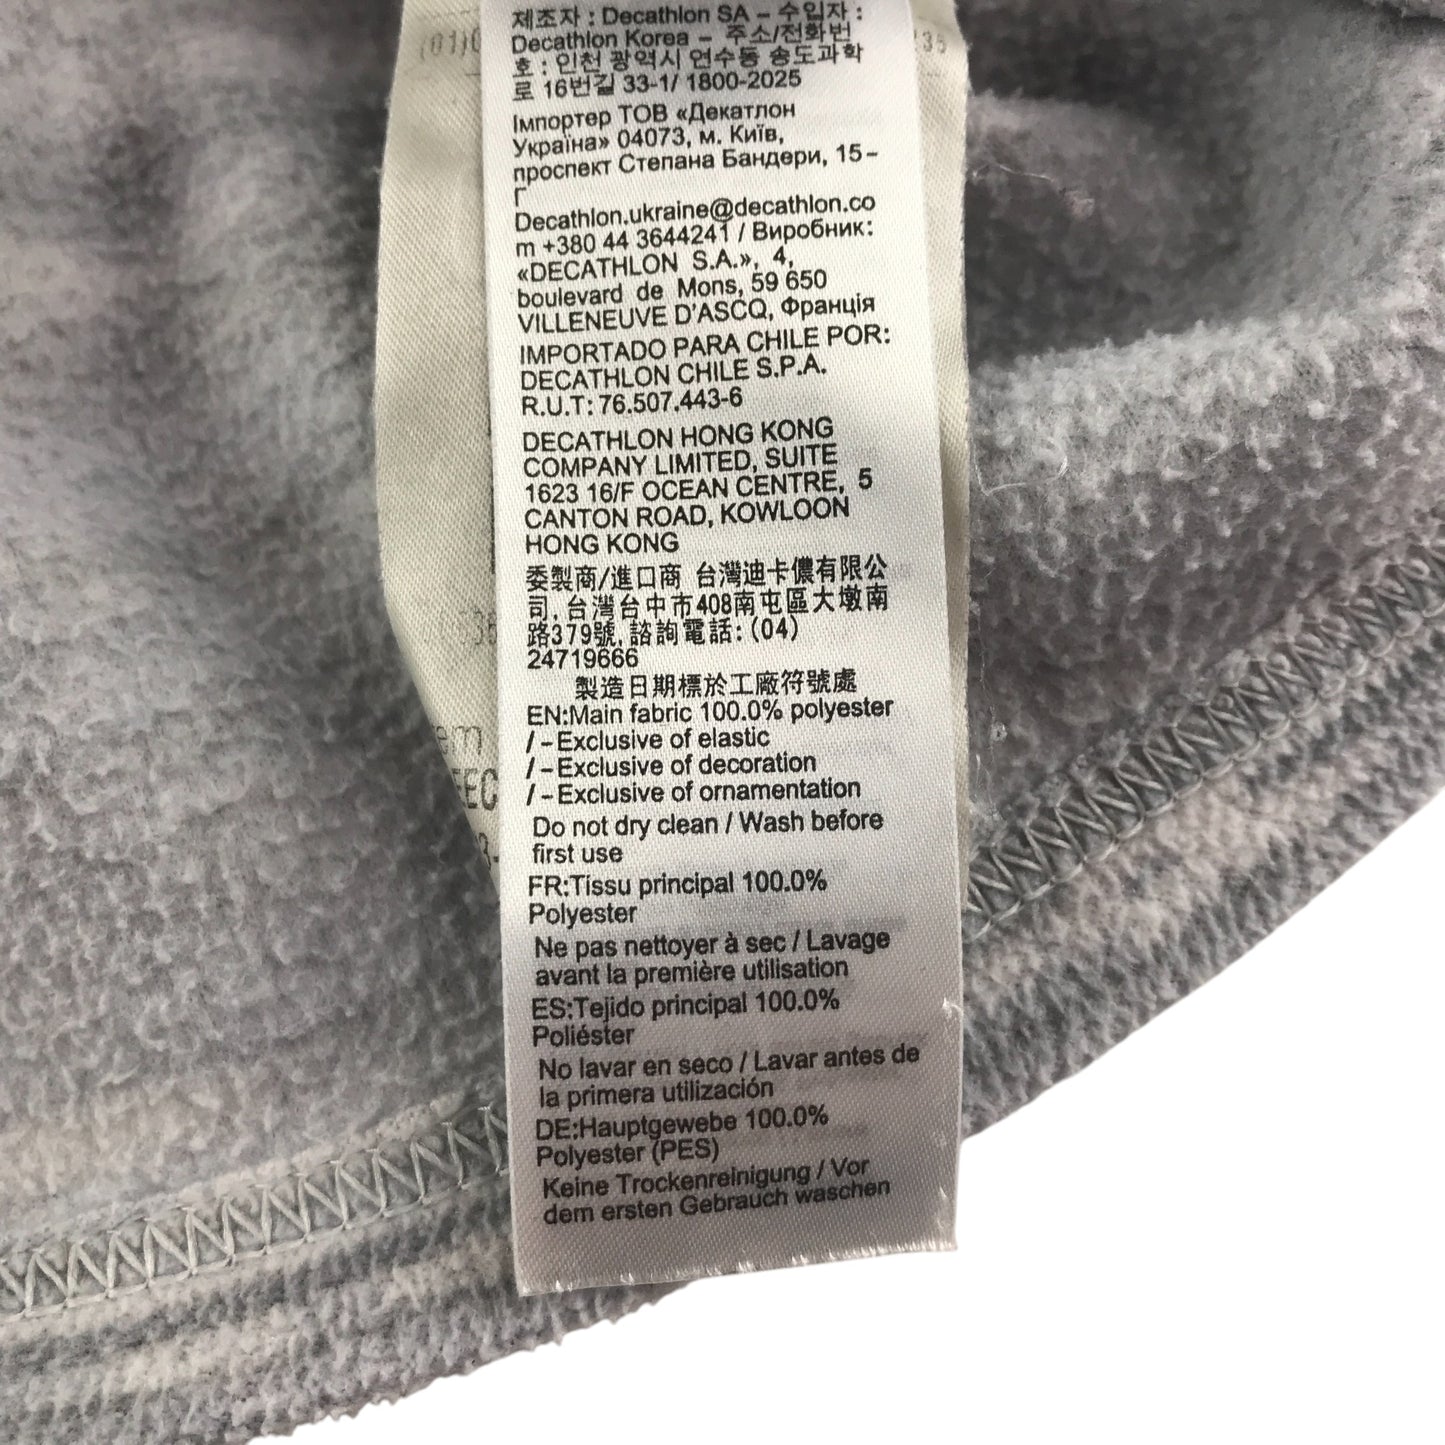 제조자 : Decathlon SA – 수입자 :
Decathlon Korea – 주소/전화번
호 : 인천 광역시 연수동 송도과학
로 16번길 33-1/ 1800-2025
Імпортер ТОВ «Декатлон
Україна» 04073, м. Київ,
проспект Степана Бандери, 15-
Г
Decathlon.ukraine@decathlon.co
m +380 44 3644241 / Виробник:
«DECATHLON S.A.», 4,
boulevard de Mons, 59 650
VILLENEUVE D'ASCQ, Франція
IMPORTADO PARA CHILE POR:
DECATHLON CHILE S.P.A.
R.U.T: 76.507.443-6
DECATHLON HONG KONG
COMPANY LIMITED, SUITE
1623 16/F OCEAN CENTRE, 5
CANTON ROAD, KOWLOON
HONG KONG
委製商/進口商 台灣迪卡儂有限公
司, 台灣台中市408南屯區大墩南
路379號, 諮詢電話: (04)
24719666
製造日期標於工廠符號處
EN:Main fabric 100.0% polyester
/ -Exclusive of elastic
/ -Exclusive of decoration
/ -Exclusive of ornamentation
Do not dry clean / Wash before
first use
FR:Tissu principal 100.0%
Polyester
Ne pas nettoyer à sec / Lavage
avant la première utilisation
ES:Tejido principal 100.0%
Poliéster
No lavar en seco / Lavar antes de
la primera utilización
DE:Hauptgewebe 100.0%
Polyester (PES)
Keine Trockenreinigung / Vor
dem ersten Gebrauch waschen